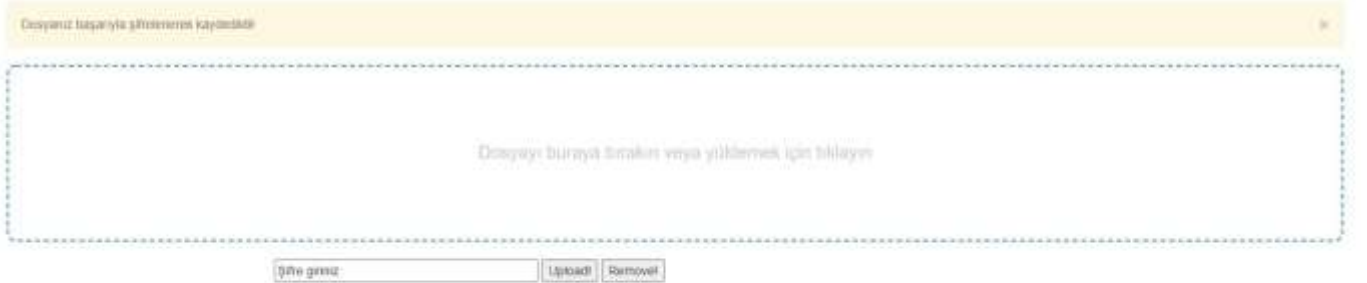 Dosyanız başarıyla şifrelenerek kaydedildi!
×
Dosyayı buraya bırakın veya yüklemek için tıklayın
Şifre giriniz
Upload! Remove!